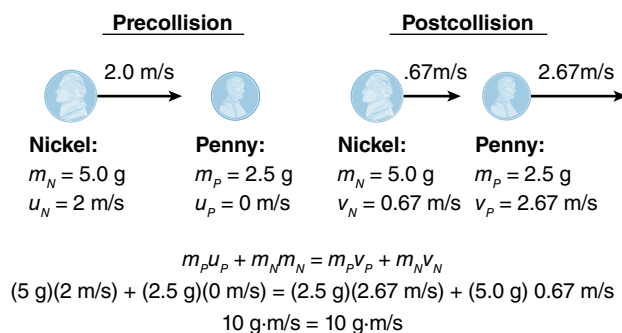 Precollision
Postcollision
2.0 m/s
.67m/s
2.67m/s
Nickel:
m_N = 5.0 g
u_N = 2 m/s
Penny:
m_P = 2.5 g
u_P = 0 m/s
Nickel:
m_N = 5.0 g
v_N = 0.67 m/s
Penny:
m_P = 2.5 g
v_P = 2.67 m/s
m_P u_P + m_N m_N = m_P v_P + m_N v_N
(5 g)(2 m/s) + (2.5 g)(0 m/s) = (2.5 g)(2.67 m/s) + (5.0 g) 0.67 m/s
10 g·m/s = 10 g·m/s